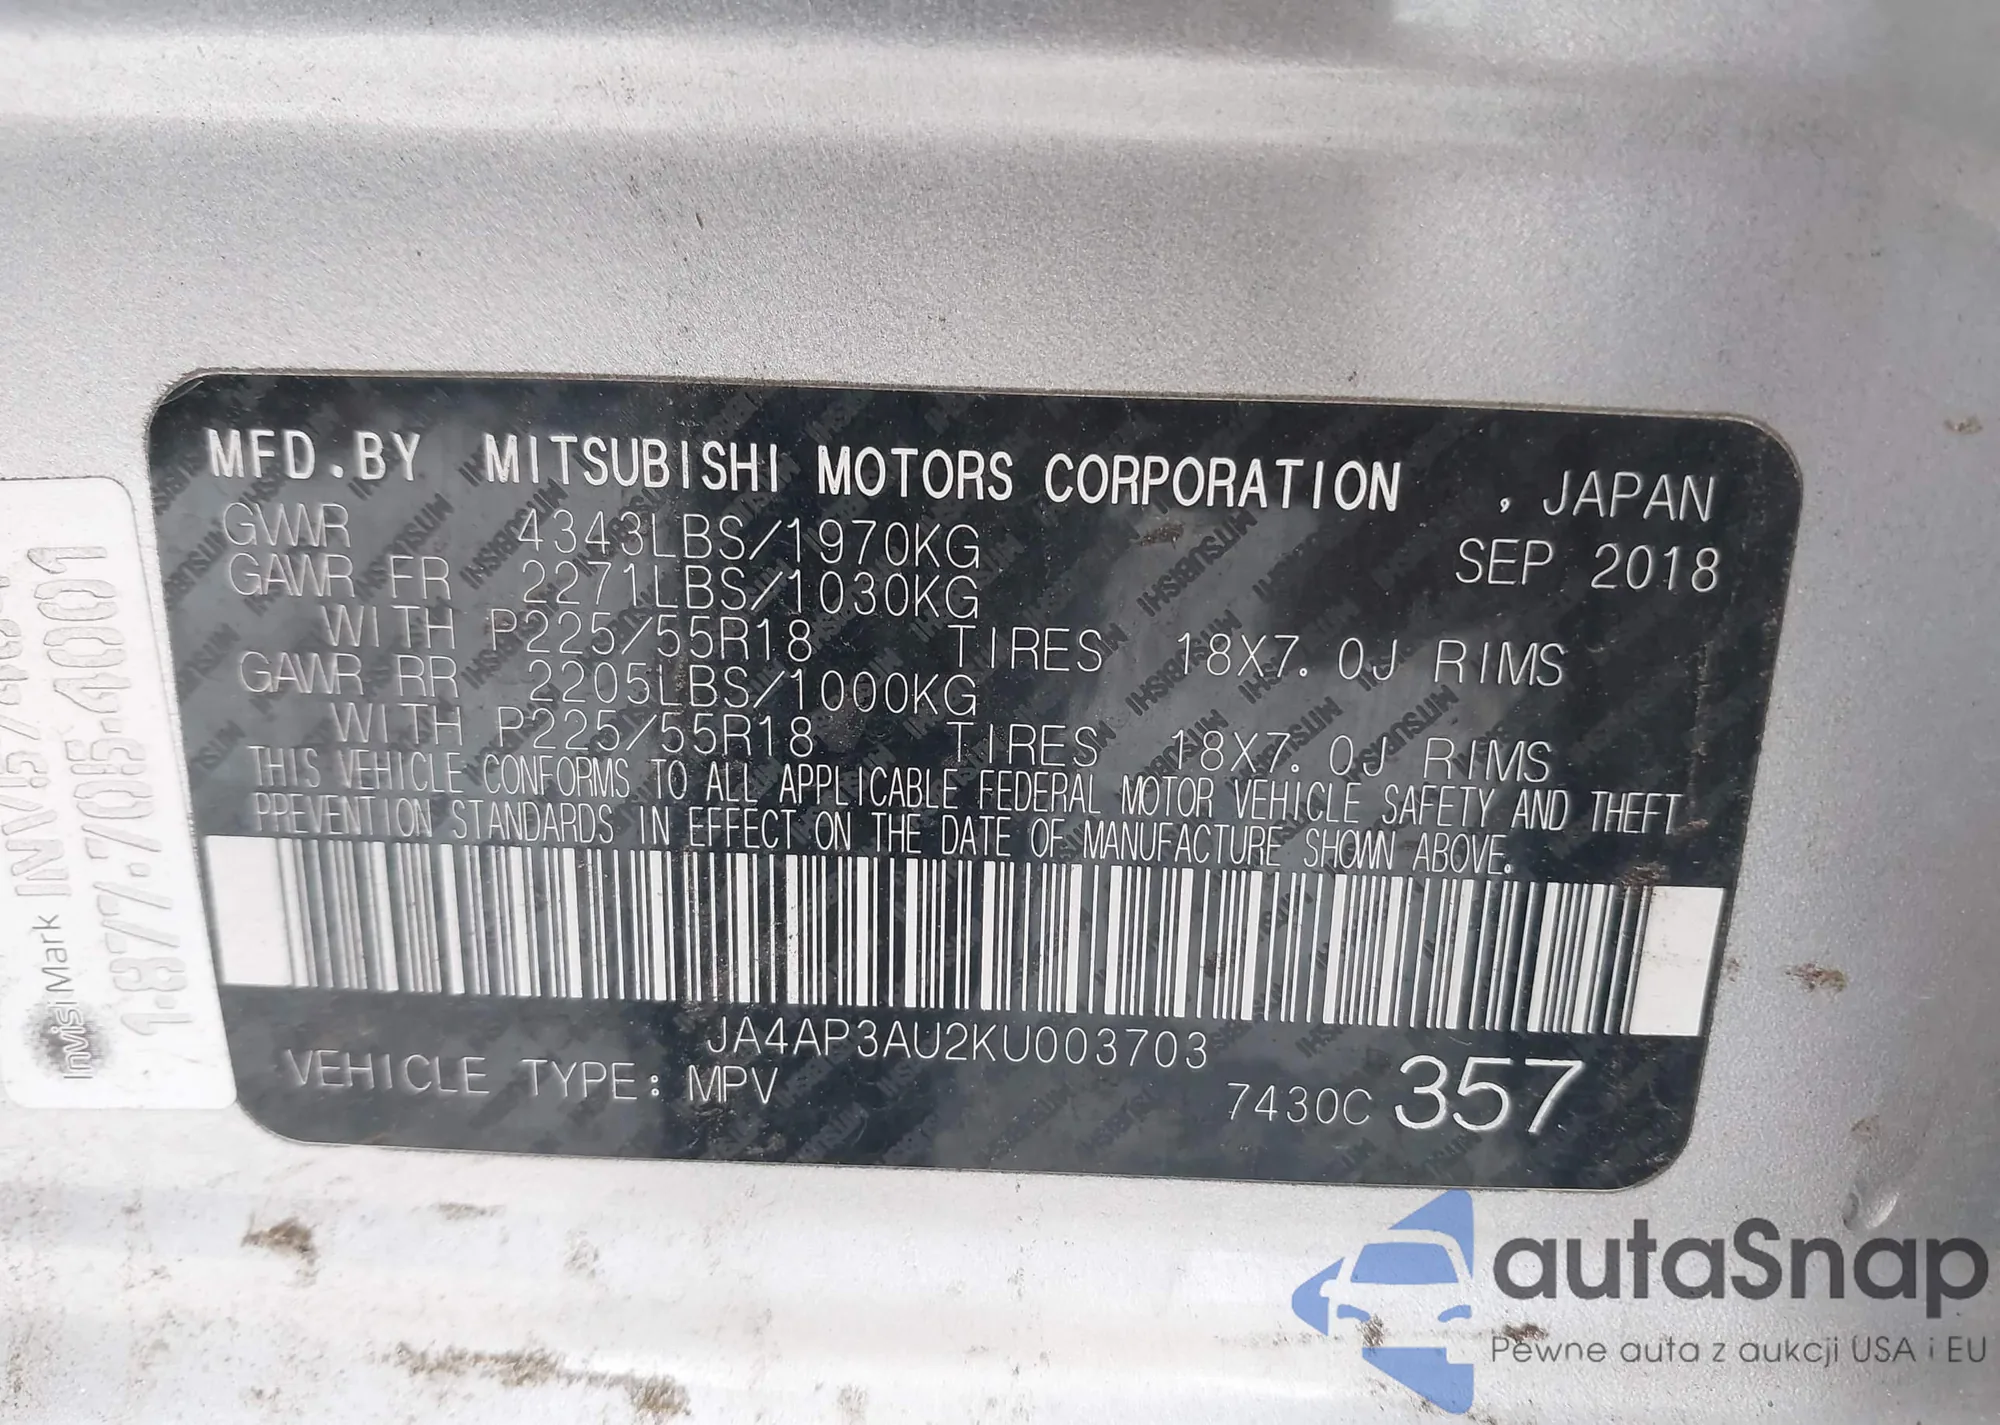 MFD.BY MITSUBISHI MOTORS CORPORATION , JAPAN
GVWR 4343LBS/1970KG SEP 2018
GAWR FR 2271LBS/1030KG
WITH P225/55R18 TIRES 18X7.0J RIMS
GAWR RR 2205LBS/1000KG
WITH P225/55R18 TIRES 18X7.0J RIMS
THIS VEHICLE CONFORMS TO ALL APPLICABLE FEDERAL MOTOR VEHICLE SAFETY AND THEFT
PREVENTION STANDARDS IN EFFECT ON THE DATE OF MANUFACTURE SHOWN ABOVE.
JA4AP3AU2KU003703
VEHICLE TYPE: MPV 7430C 357
InvisiMark
1-877-705-4001
autaSnap
Pewne auta z aukcji USA i EU